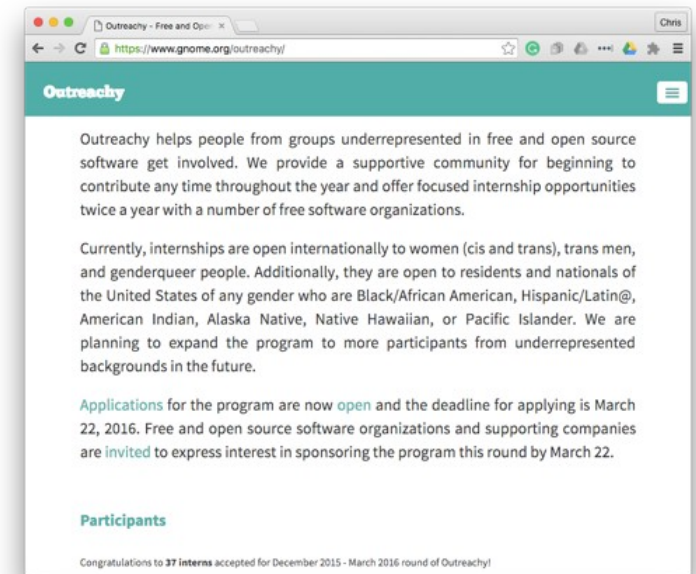 Outreachy - Free and Ope
Chris
https://www.gnome.org/outreachy/
Outreachy
Outreachy helps people from groups underrepresented in free and open source
software get involved. We provide a supportive community for beginning to
contribute any time throughout the year and offer focused internship opportunities
twice a year with a number of free software organizations.
Currently, internships are open internationally to women (cis and trans), trans men,
and genderqueer people. Additionally, they are open to residents and nationals of
the United States of any gender who are Black/African American, Hispanic/Latin@,
American Indian, Alaska Native, Native Hawaiian, or Pacific Islander. We are
planning to expand the program to more participants from underrepresented
backgrounds in the future.
Applications for the program are now open and the deadline for applying is March
22, 2016. Free and open source software organizations and supporting companies
are invited to express interest in sponsoring the program this round by March 22.
Participants
Congratulations to 37 interns accepted for December 2015 - March 2016 round of Outreachy!